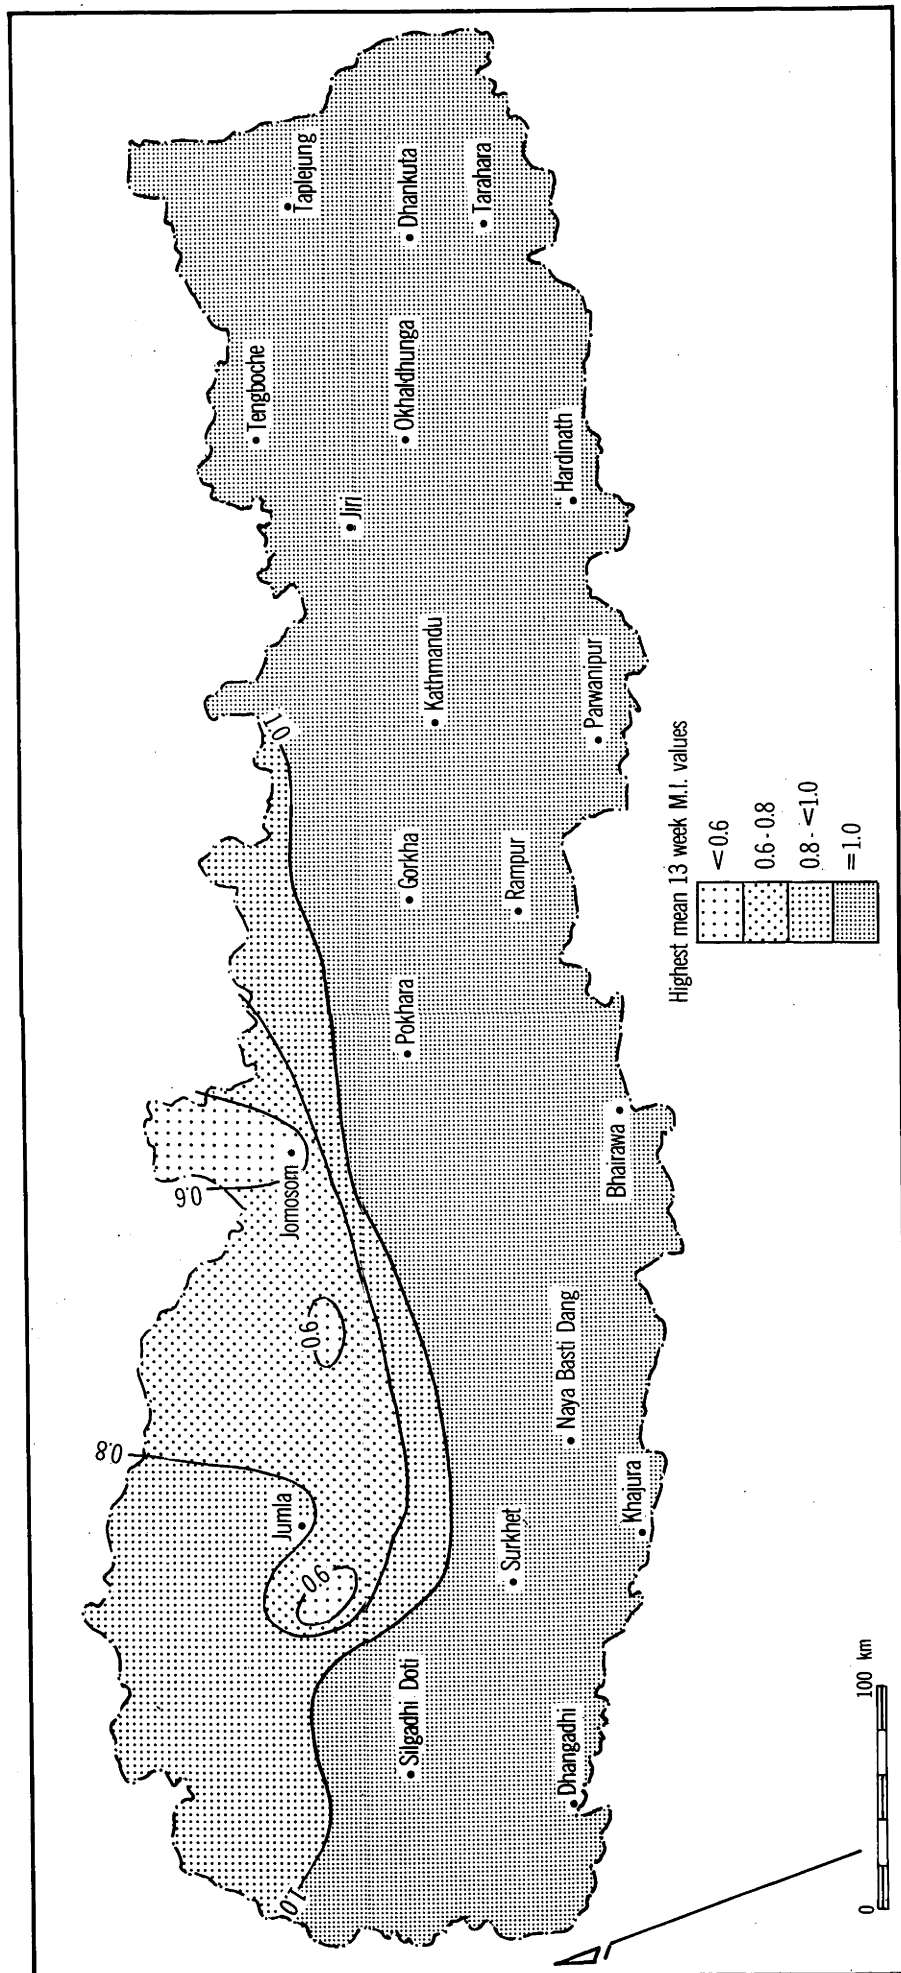 Taplejung
Dhankuta
Tarahara
Tengboche
Okhaldhunga
Hardinath
Jiri
Kathmandu
Parwanipur
1.0
Gorkha
Rampur
Pokhara
Jomosom
0.6
Bhairawa
0.6
Naya Basti Dang
0.8
Jumla
Khajura
Surkhet
0.6
Silgadhi Doti
Dhangadhi
1.0
Highest mean 13 week M.I. values
<0.6
0.6 - 0.8
0.8 - <1.0
=1.0
0 100 km